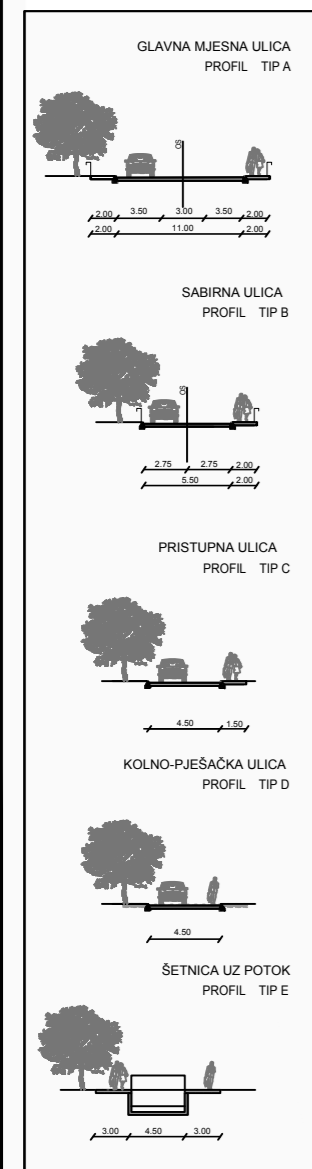 GLAVNA MJESNA ULICA
PROFIL TIP A
OS
2.00 3.50 3.00 3.50 2.00
2.00 11.00 2.00
SABIRNA ULICA
PROFIL TIP B
OS
2.75 2.75 2.00
5.50 2.00
PRISTUPNA ULICA
PROFIL TIP C
4.50 1.50
KOLNO-PJEŠAČKA ULICA
PROFIL TIP D
4.50
ŠETNICA UZ POTOK
PROFIL TIP E
3.00 4.50 3.00